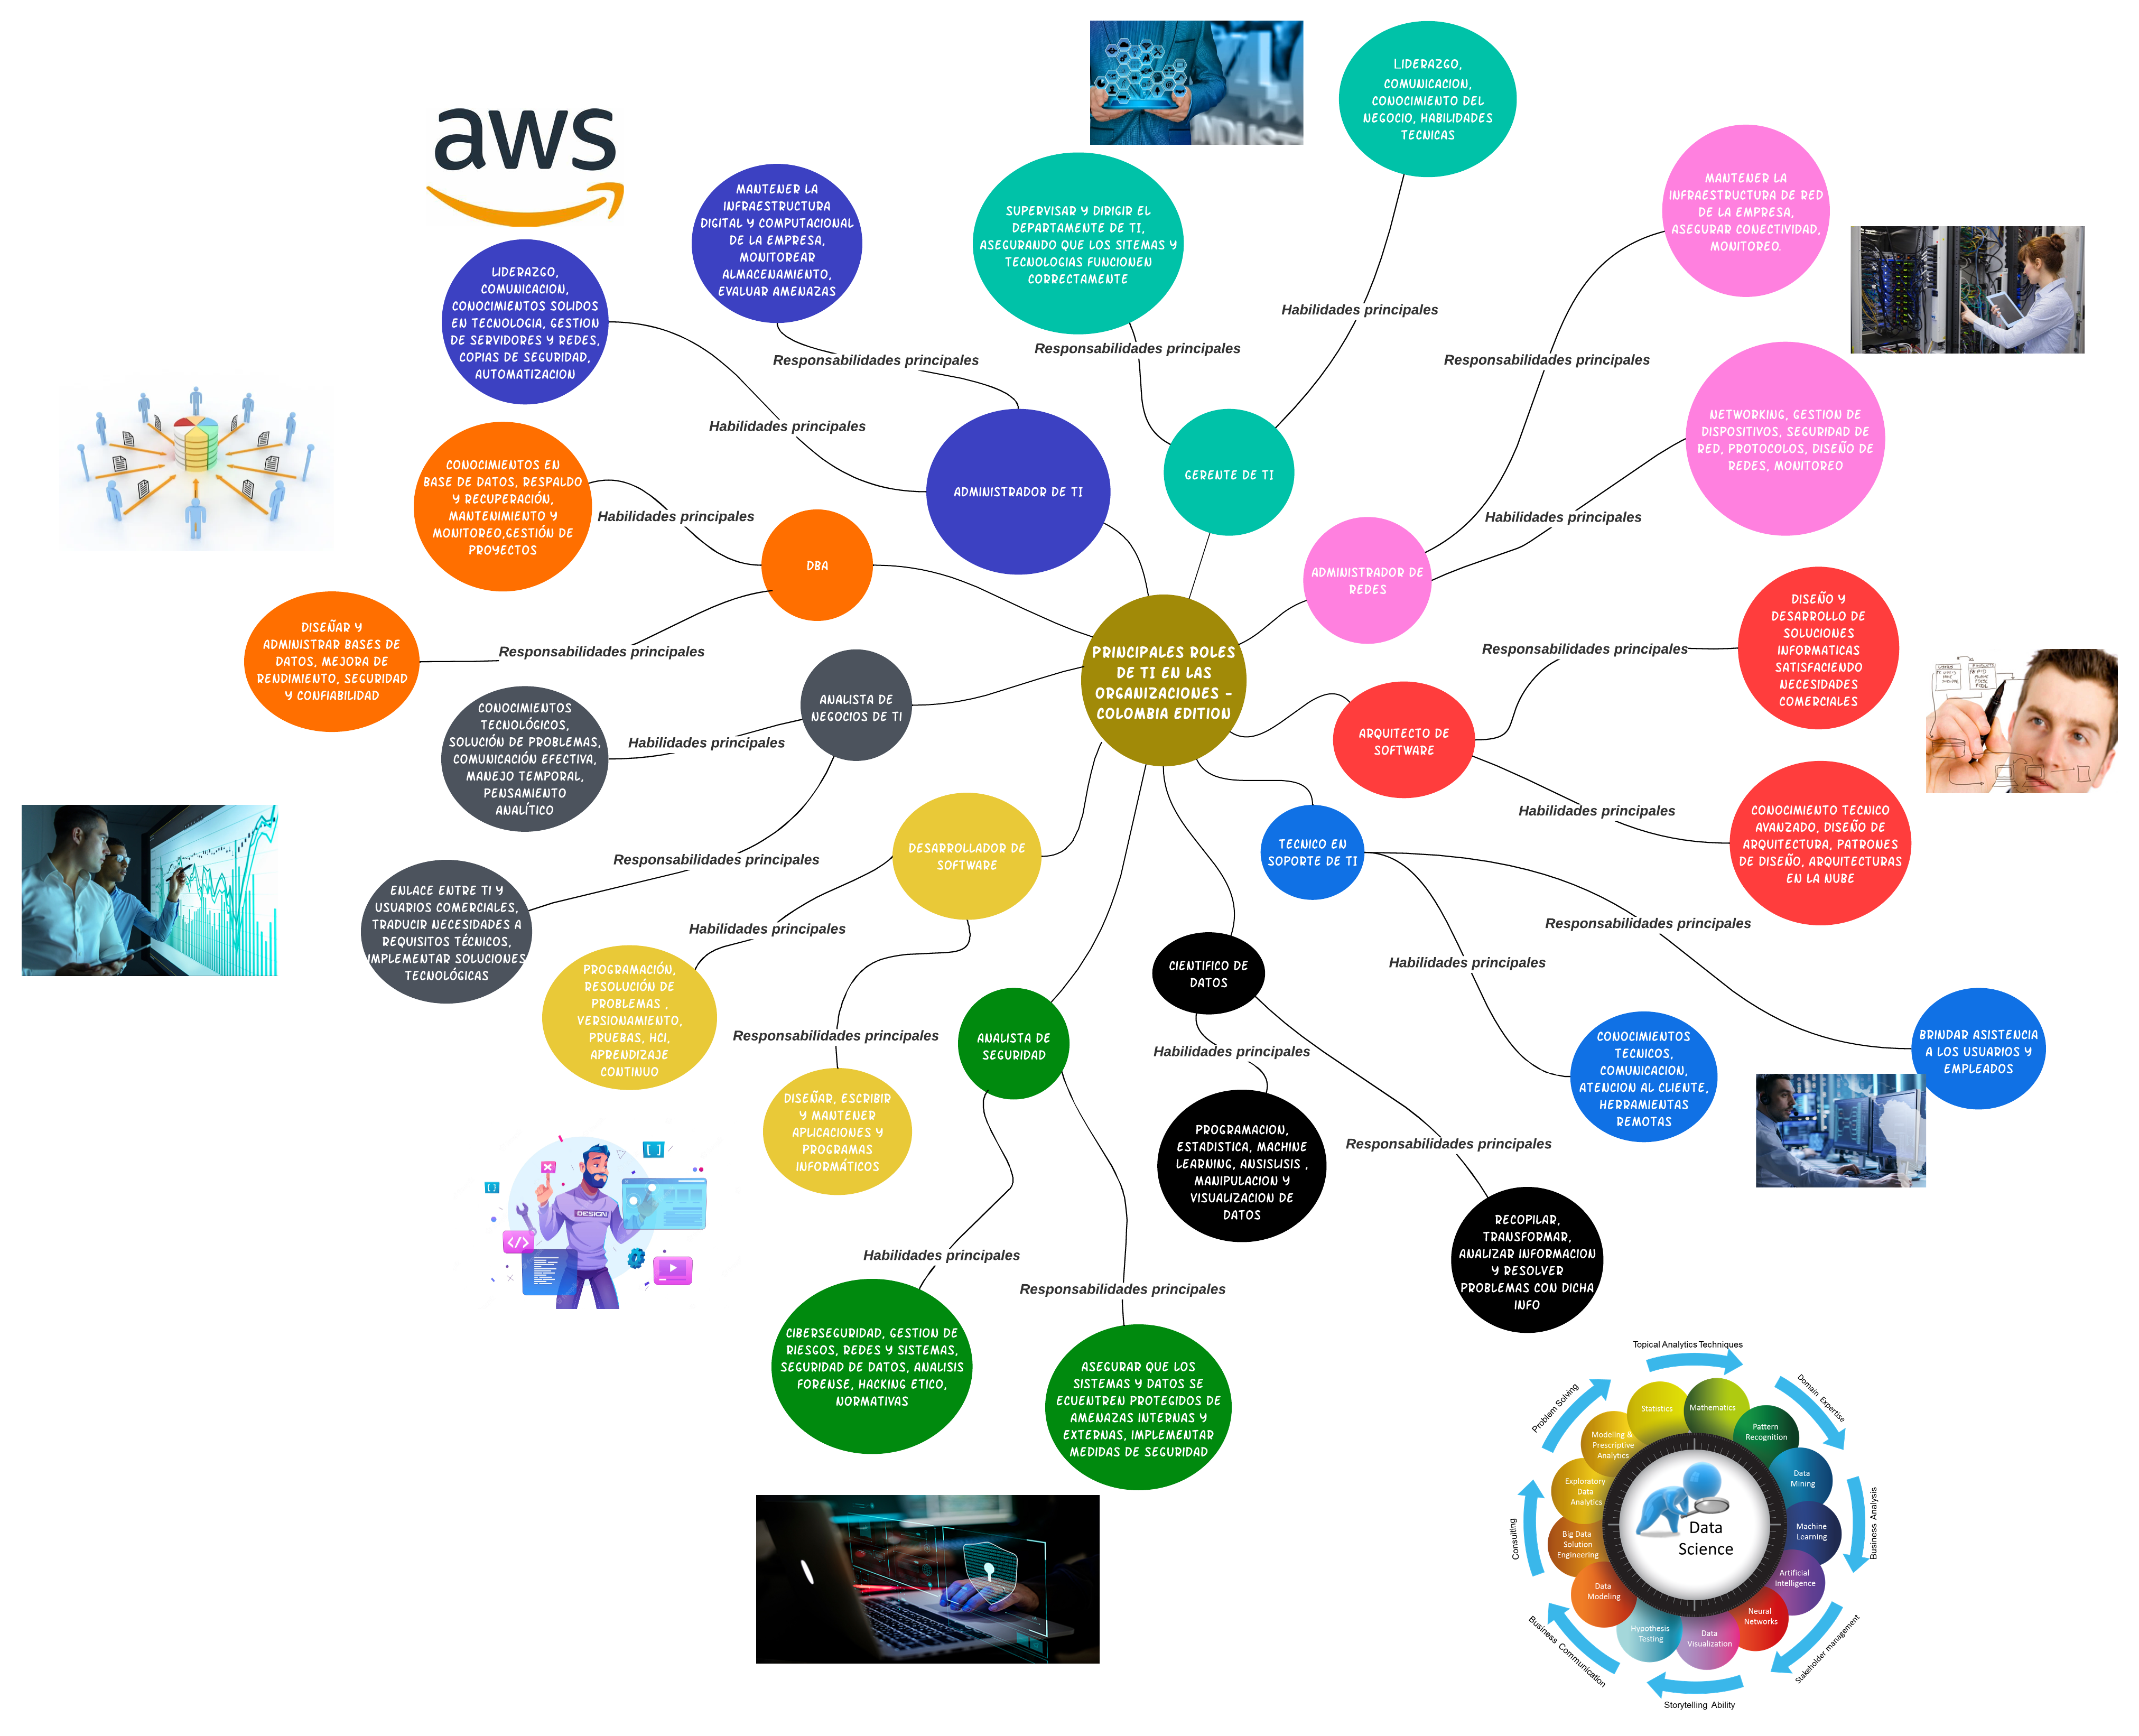 aws
LIDERAZGO,
COMUNICACION,
CONOCIMIENTO DEL
NEGOCIO, HABILIDADES
TECNICAS
MANTENER LA
INFRAESTRUCTURA
DIGITAL Y COMPUTACIONAL
DE LA EMPRESA,
MONITOREAR
ALMACENAMIENTO,
EVALUAR AMENAZAS
SUPERVISAR Y DIRIGIR EL
DEPARTAMENTE DE TI,
ASEGURANDO QUE LOS SITEMAS Y
TECNOLOGIAS FUNCIONEN
CORRECTAMENTE
MANTENER LA
INFRAESTRUCTURA DE RED
DE LA EMPRESA,
ASEGURAR CONECTIVIDAD,
MONITOREO.
LIDERAZGO,
COMUNICACION,
CONOCIMIENTOS SOLIDOS
EN TECNOLOGIA, GESTION
DE SERVIDORES Y REDES,
COPIAS DE SEGURIDAD,
AUTOMATIZACION
Habilidades principales
Responsabilidades principales
Responsabilidades principales
Responsabilidades principales
Habilidades principales
NETWORKING, GESTION DE
DISPOSITIVOS, SEGURIDAD DE
RED, PROTOCOLOS, DISEÑO DE
REDES, MONITOREO
CONOCIMIENTOS EN
BASE DE DATOS, RESPALDO
Y RECUPERACIÓN,
MANTENIMIENTO Y
MONITOREO,GESTIÓN DE
PROYECTOS
ADMINISTRADOR DE TI
GERENTE DE TI
Habilidades principales
Habilidades principales
DBA
ADMINISTRADOR DE
REDES
DISEÑAR Y
ADMINISTRAR BASES DE
DATOS, MEJORA DE
RENDIMIENTO, SEGURIDAD
Y CONFIABILIDAD
Responsabilidades principales
PRINCIPALES ROLES
DE TI EN LAS
ORGANIZACIONES -
COLOMBIA EDITION
Responsabilidades principales
DISEÑO Y
DESARROLLO DE
SOLUCIONES
INFORMATICAS
SATISFACIENDO
NECESIDADES
COMERCIALES
ANALISTA DE
NEGOCIOS DE TI
ARQUITECTO DE
SOFTWARE
CONOCIMIENTOS
TECNOLÓGICOS,
SOLUCIÓN DE PROBLEMAS,
COMUNICACIÓN EFECTIVA,
MANEJO TEMPORAL,
PENSAMIENTO
ANALÍTICO
Habilidades principales
Habilidades principales
CONOCIMIENTO TECNICO
AVANZADO, DISEÑO DE
ARQUITECTURA, PATRONES
DE DISEÑO, ARQUITECTURAS
EN LA NUBE
Responsabilidades principales
DESARROLLADOR DE
SOFTWARE
TECNICO EN
SOPORTE DE TI
ENLACE ENTRE TI Y
USUARIOS COMERCIALES,
TRADUCIR NECESIDADES A
REQUISITOS TÉCNICOS,
IMPLEMENTAR SOLUCIONES
TECNOLÓGICAS
Habilidades principales
Responsabilidades principales
Habilidades principales
PROGRAMACIÓN,
RESOLUCIÓN DE
PROBLEMAS ,
VERSIONAMIENTO,
PRUEBAS, HCI,
APRENDIZAJE
CONTINUO
CIENTIFICO DE
DATOS
Responsabilidades principales
ANALISTA DE
SEGURIDAD
Habilidades principales
CONOCIMIENTOS
TECNICOS,
COMUNICACION,
ATENCION AL CLIENTE,
HERRAMIENTAS
REMOTAS
BRINDAR ASISTENCIA
A LOS USUARIOS Y
EMPLEADOS
DISEÑAR, ESCRIBIR
Y MANTENER
APLICACIONES Y
PROGRAMAS
INFORMÁTICOS
PROGRAMACION,
ESTADISTICA, MACHINE
LEARNING, ANSISLISIS ,
MANIPULACION Y
VISUALIZACION DE
DATOS
Responsabilidades principales
DESIGN
RECOPILAR,
TRANSFORMAR,
ANALIZAR INFORMACION
Y RESOLVER
PROBLEMAS CON DICHA
INFO
Habilidades principales
Responsabilidades principales
CIBERSEGURIDAD, GESTION DE
RIESGOS, REDES Y SISTEMAS,
SEGURIDAD DE DATOS, ANALISIS
FORENSE, HACKING ETICO,
NORMATIVAS
ASEGURAR QUE LOS
SISTEMAS Y DATOS SE
ECUENTREN PROTEGIDOS DE
AMENAZAS INTERNAS Y
EXTERNAS, IMPLEMENTAR
MEDIDAS DE SEGURIDAD
Topical Analytics Techniques
Domain Expertise
Business Analysis
Stakeholder management
Storytelling Ability
Business Communication
Consulting
Problem Solving
Statistics
Mathematics
Pattern
Recognition
Data
Mining
Machine
Learning
Artificial
Intelligence
Neural
Networks
Data
Visualization
Hypothesis
Testing
Data
Modeling
Big Data
Solution
Engineering
Exploratory
Data
Analytics
Modeling &
Prescriptive
Analytics
Data
Science